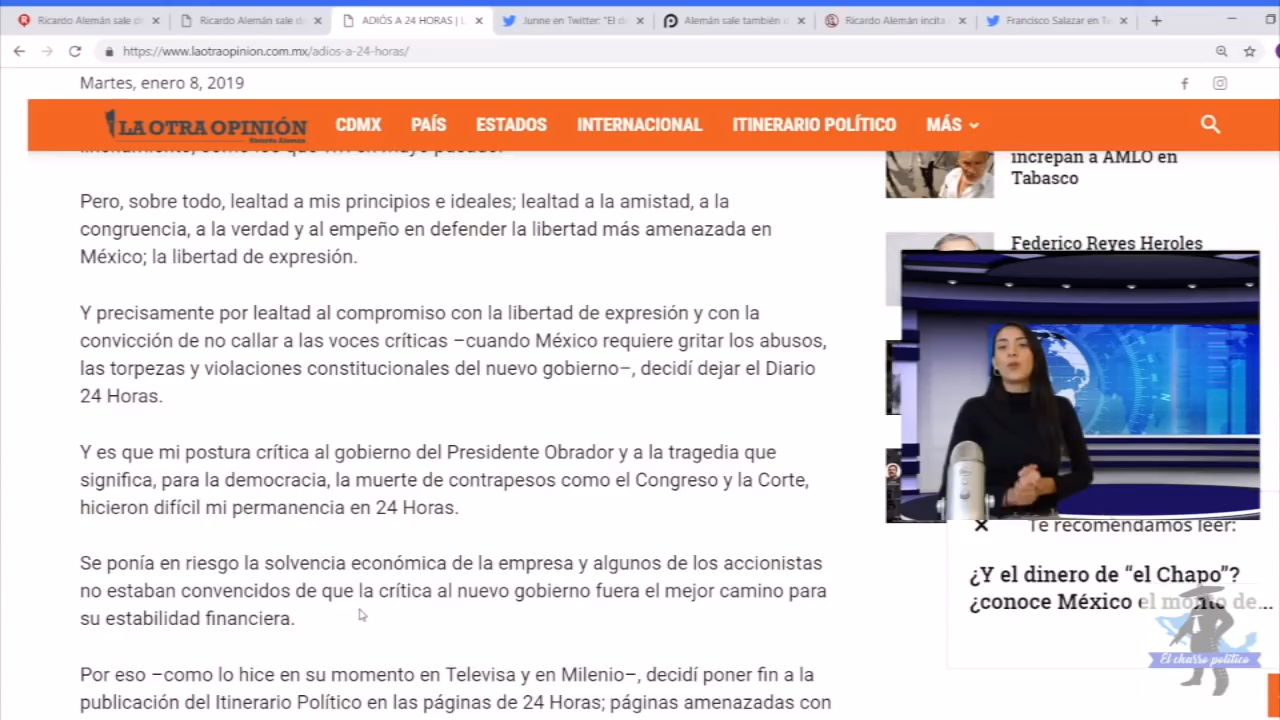 Ricardo Alemán sale de
Ricardo Alemán sale de
ADIÓS A 24 HORAS | L
Junne en Twitter: "El d
Alemán sale también d
Ricardo Alemán incita
Francisco Salazar en Tw
https://www.laotraopinion.com.mx/adios-a-24-horas/
Martes, enero 8, 2019
LA OTRA OPINIÓN
Ricardo Alemán
CDMX
PAÍS
ESTADOS
INTERNACIONAL
ITINERARIO POLÍTICO
MÁS
increpan a AMLO en
Tabasco
Pero, sobre todo, lealtad a mis principios e ideales; lealtad a la amistad, a la
congruencia, a la verdad y al empeño en defender la libertad más amenazada en
México; la libertad de expresión.
Federico Reyes Heroles
Y precisamente por lealtad al compromiso con la libertad de expresión y con la
convicción de no callar a las voces críticas –cuando México requiere gritar los abusos,
las torpezas y violaciones constitucionales del nuevo gobierno–, decidí dejar el Diario
24 Horas.
Y es que mi postura crítica al gobierno del Presidente Obrador y a la tragedia que
significa, para la democracia, la muerte de contrapesos como el Congreso y la Corte,
hicieron difícil mi permanencia en 24 Horas.
Se ponía en riesgo la solvencia económica de la empresa y algunos de los accionistas
no estaban convencidos de que la crítica al nuevo gobierno fuera el mejor camino para
su estabilidad financiera.
Por eso –como lo hice en su momento en Televisa y en Milenio–, decidí poner fin a la
publicación del Itinerario Político en las páginas de 24 Horas; páginas amenazadas con
Te recomendamos leer:
¿Y el dinero de “el Chapo”?
¿conoce México el monto de...
El charro político